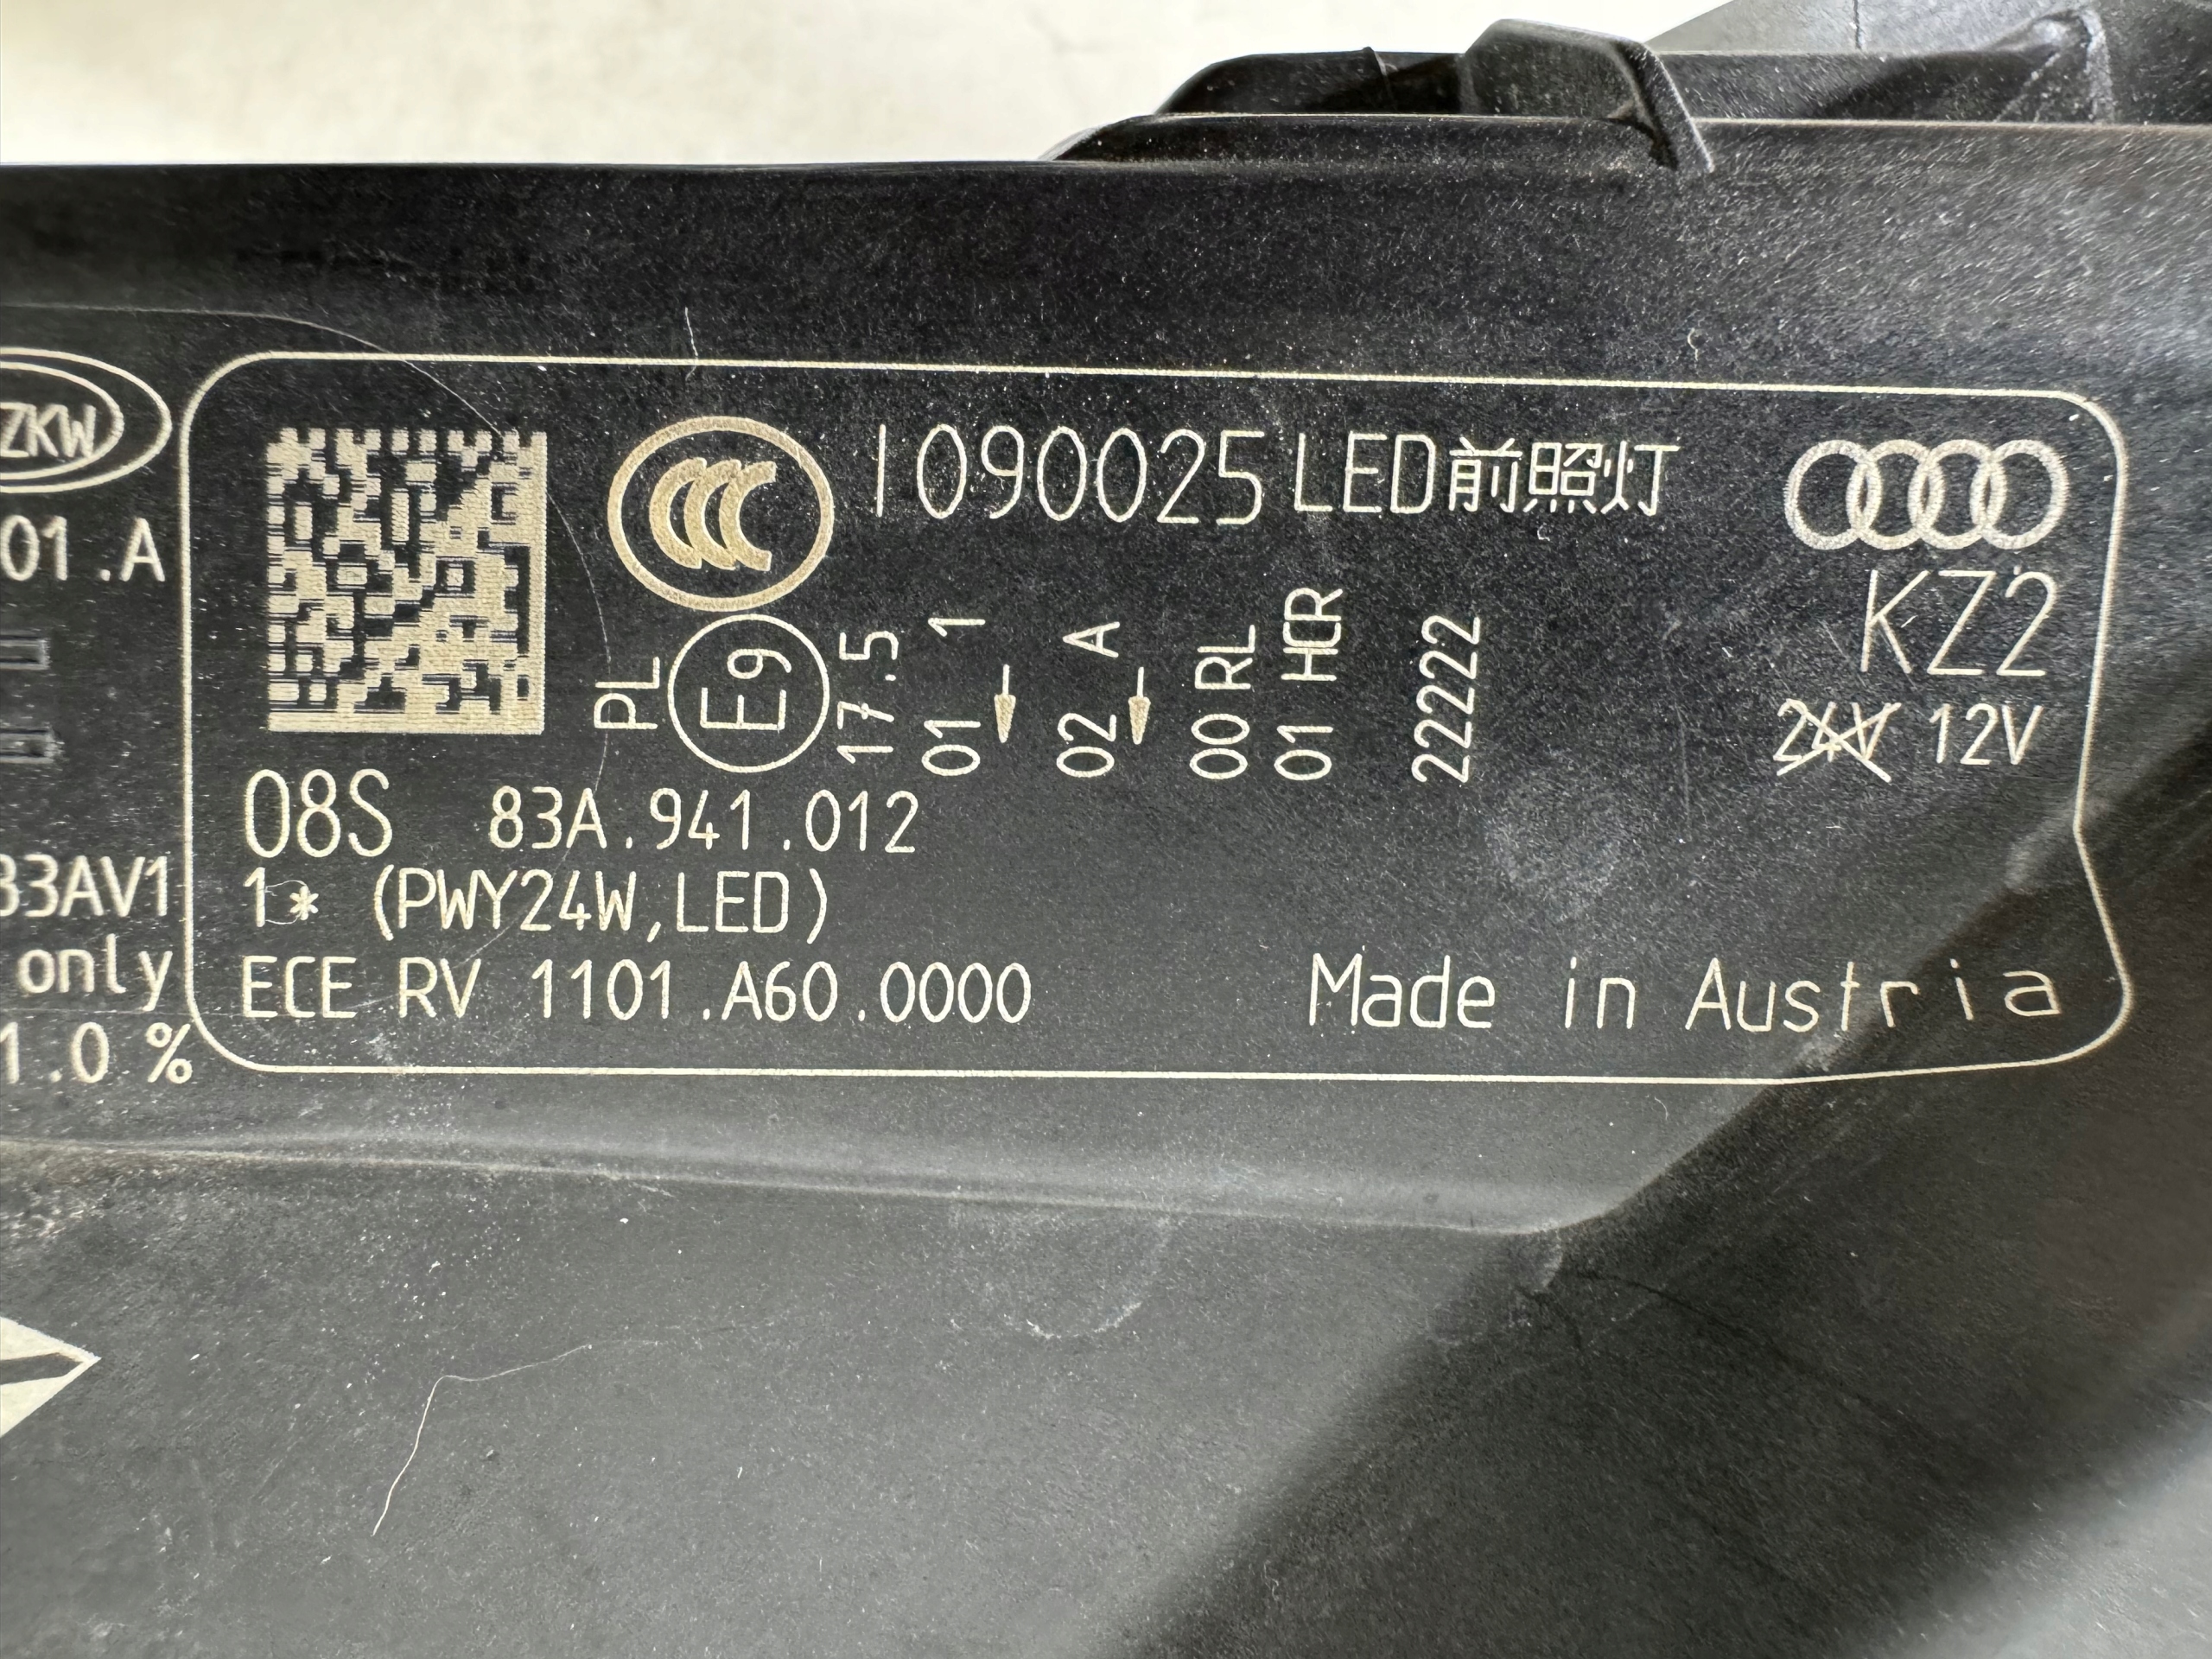 ZKW
01.A
33AV1
only
1.0 %
1090025 LED前照灯
KZ2
24V 12V
PL
E9
17.5
01 1
02 A
00 RL
01 HCR
22222
08S 83A.941.012
1* (PWY24W,LED)
ECE RV 1101.A60.0000
Made in Austria